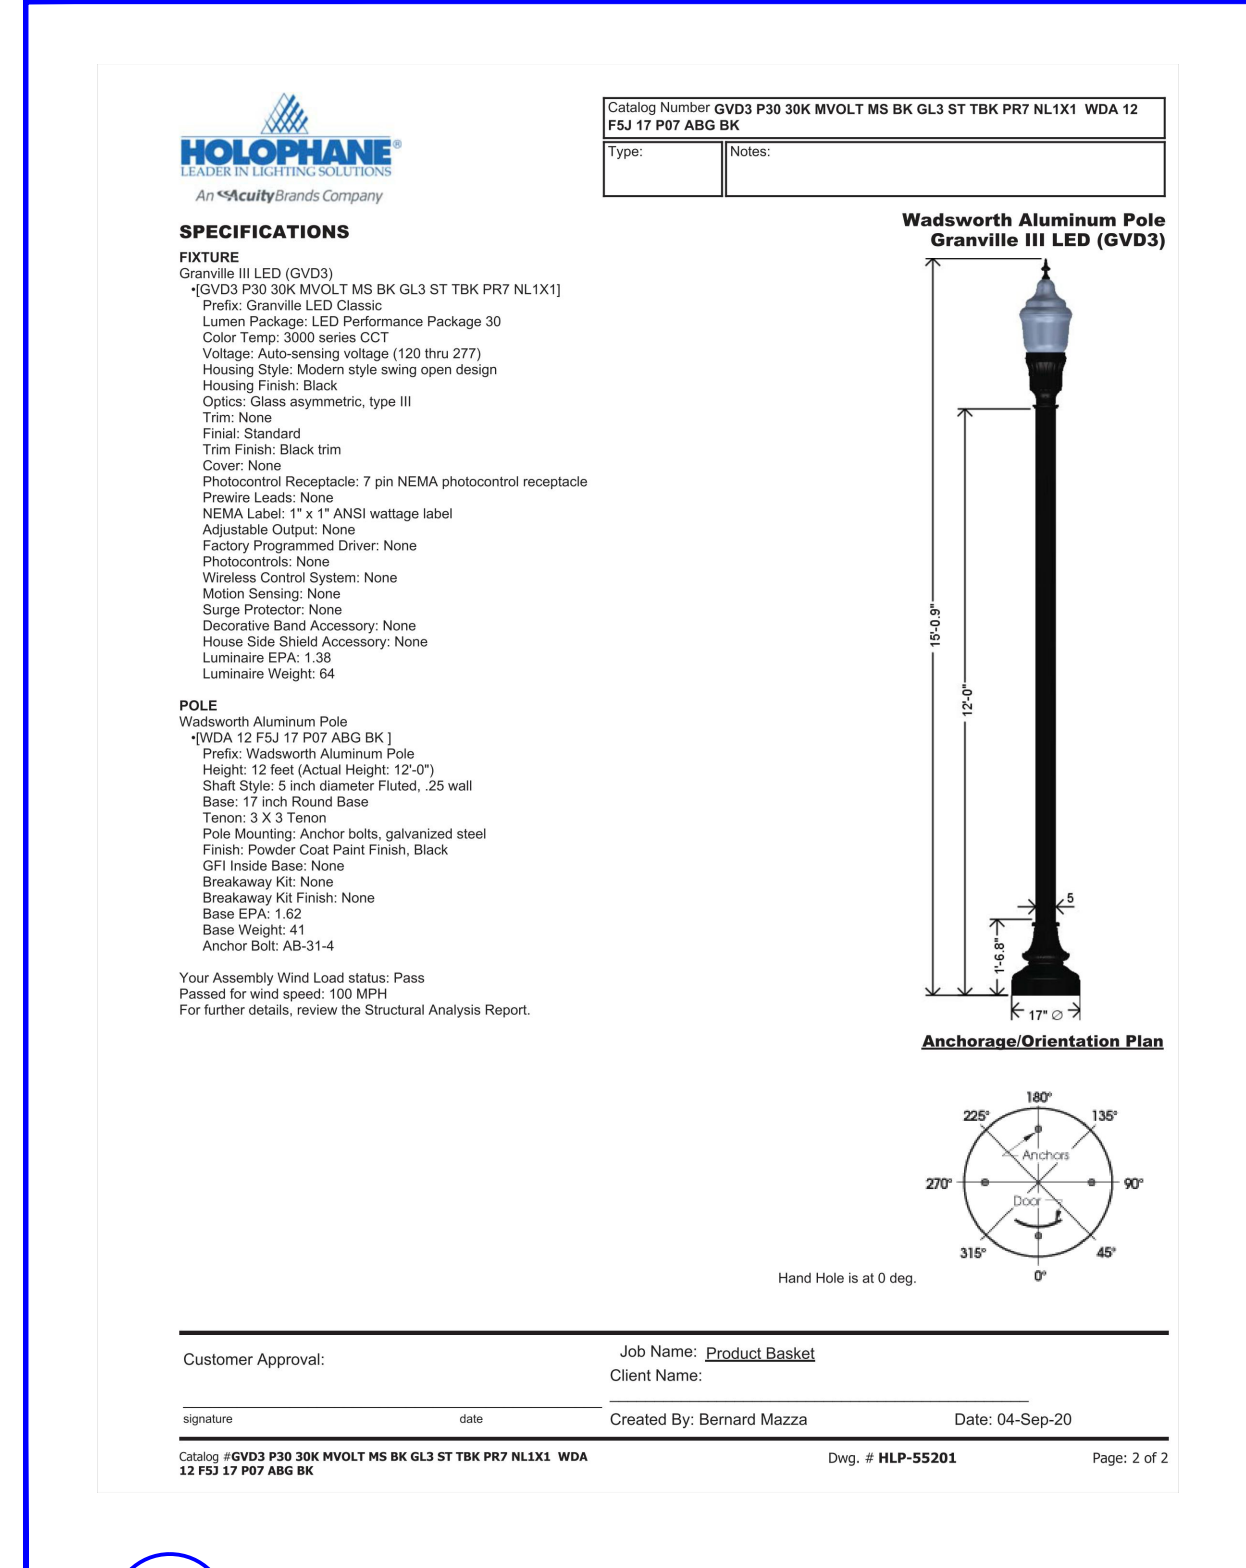 HOLOPHANE®
LEADER IN LIGHTING SOLUTIONS
An AcuityBrands Company
Catalog Number GVD3 P30 30K MVOLT MS BK GL3 ST TBK PR7 NL1X1  WDA 12
F5J 17 P07 ABG BK
Type:
Notes:
Wadsworth Aluminum Pole
Granville III LED (GVD3)
SPECIFICATIONS
FIXTURE
Granville III LED (GVD3)
•[GVD3 P30 30K MVOLT MS BK GL3 ST TBK PR7 NL1X1]
Prefix: Granville LED Classic
Lumen Package: LED Performance Package 30
Color Temp: 3000 series CCT
Voltage: Auto-sensing voltage (120 thru 277)
Housing Style: Modern style swing open design
Housing Finish: Black
Optics: Glass asymmetric, type III
Trim: None
Finial: Standard
Trim Finish: Black trim
Cover: None
Photocontrol Receptacle: 7 pin NEMA photocontrol receptacle
Prewire Leads: None
NEMA Label: 1" x 1" ANSI wattage label
Adjustable Output: None
Factory Programmed Driver: None
Photocontrols: None
Wireless Control System: None
Motion Sensing: None
Surge Protector: None
Decorative Band Accessory: None
House Side Shield Accessory: None
Luminaire EPA: 1.38
Luminaire Weight: 64
POLE
Wadsworth Aluminum Pole
•[WDA 12 F5J 17 P07 ABG BK ]
Prefix: Wadsworth Aluminum Pole
Height: 12 feet (Actual Height: 12'-0")
Shaft Style: 5 inch diameter Fluted, .25 wall
Base: 17 inch Round Base
Tenon: 3 X 3 Tenon
Pole Mounting: Anchor bolts, galvanized steel
Finish: Powder Coat Paint Finish, Black
GFI Inside Base: None
Breakaway Kit: None
Breakaway Kit Finish: None
Base EPA: 1.62
Base Weight: 41
Anchor Bolt: AB-31-4
Your Assembly Wind Load status: Pass
Passed for wind speed: 100 MPH
For further details, review the Structural Analysis Report.
15'-0.9"
12'-0"
5
1'-6.8"
17" ∅
Anchorage/Orientation Plan
180°
225°
135°
Anchors
270°
90°
Door
315°
45°
0°
Hand Hole is at 0 deg.
Customer Approval:
Job Name: Product Basket
Client Name:
signature
date
Created By: Bernard Mazza
Date: 04-Sep-20
Catalog #GVD3 P30 30K MVOLT MS BK GL3 ST TBK PR7 NL1X1  WDA
12 F5J 17 P07 ABG BK
Dwg. # HLP-55201
Page: 2 of 2